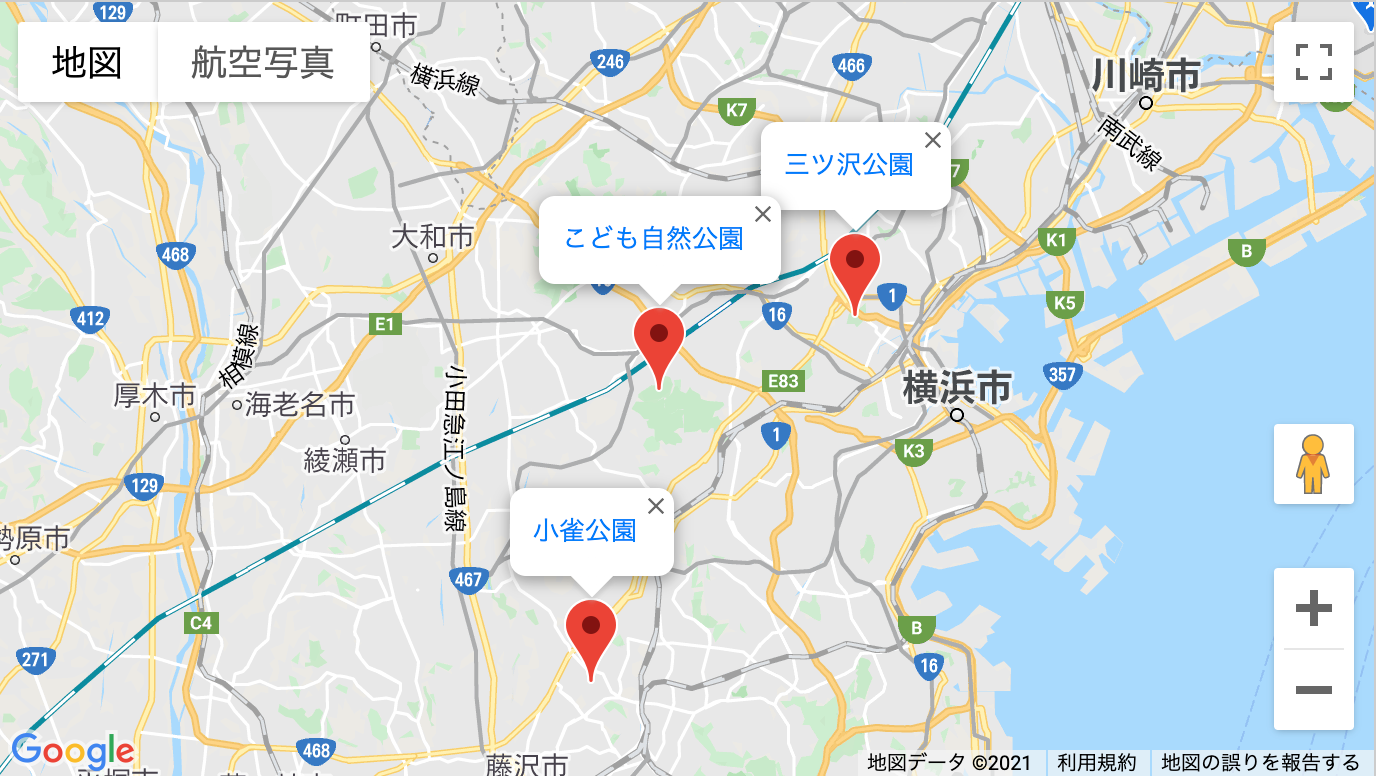 129
町田市
地図
航空写真
横浜線
246
466
川崎市
K7
南武線
三ツ沢公園
7
こども自然公園
大和市
468
K1
B
1
K5
16
412
E1
相模線
357
E83
横浜市
厚木市
海老名市
小田急江ノ島線
1
K3
綾瀬市
129
小雀公園
勢原市
467
C4
B
271
16
Google
468
藤沢市
地図データ ©2021
利用規約
地図の誤りを報告する